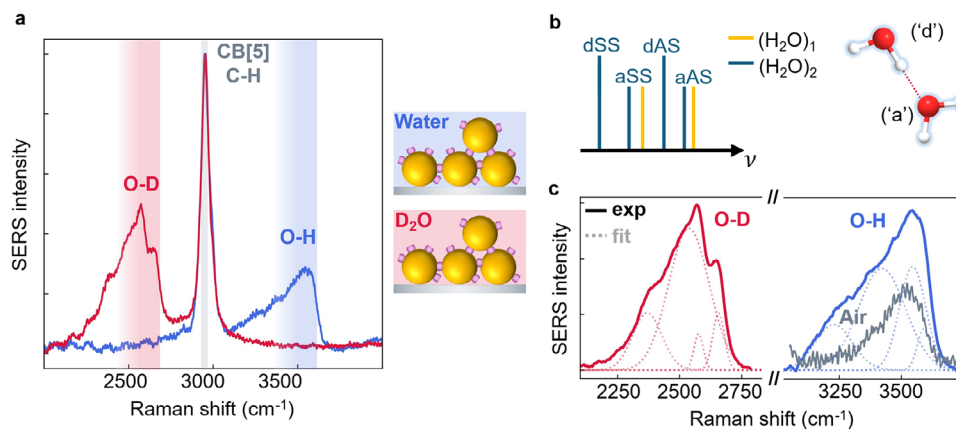 a
CB[5]
C-H
O-D
O-H
SERS intensity
2500
3000
3500
Raman shift (cm⁻¹)
Water
D₂O
b
dSS
dAS
aSS
aAS
(H₂O)₁
(H₂O)₂
ν
('d')
('a')
c
//
exp
fit
O-D
O-H
Air
SERS intensity
2250
2500
2750
//
3250
3500
Raman shift (cm⁻¹)